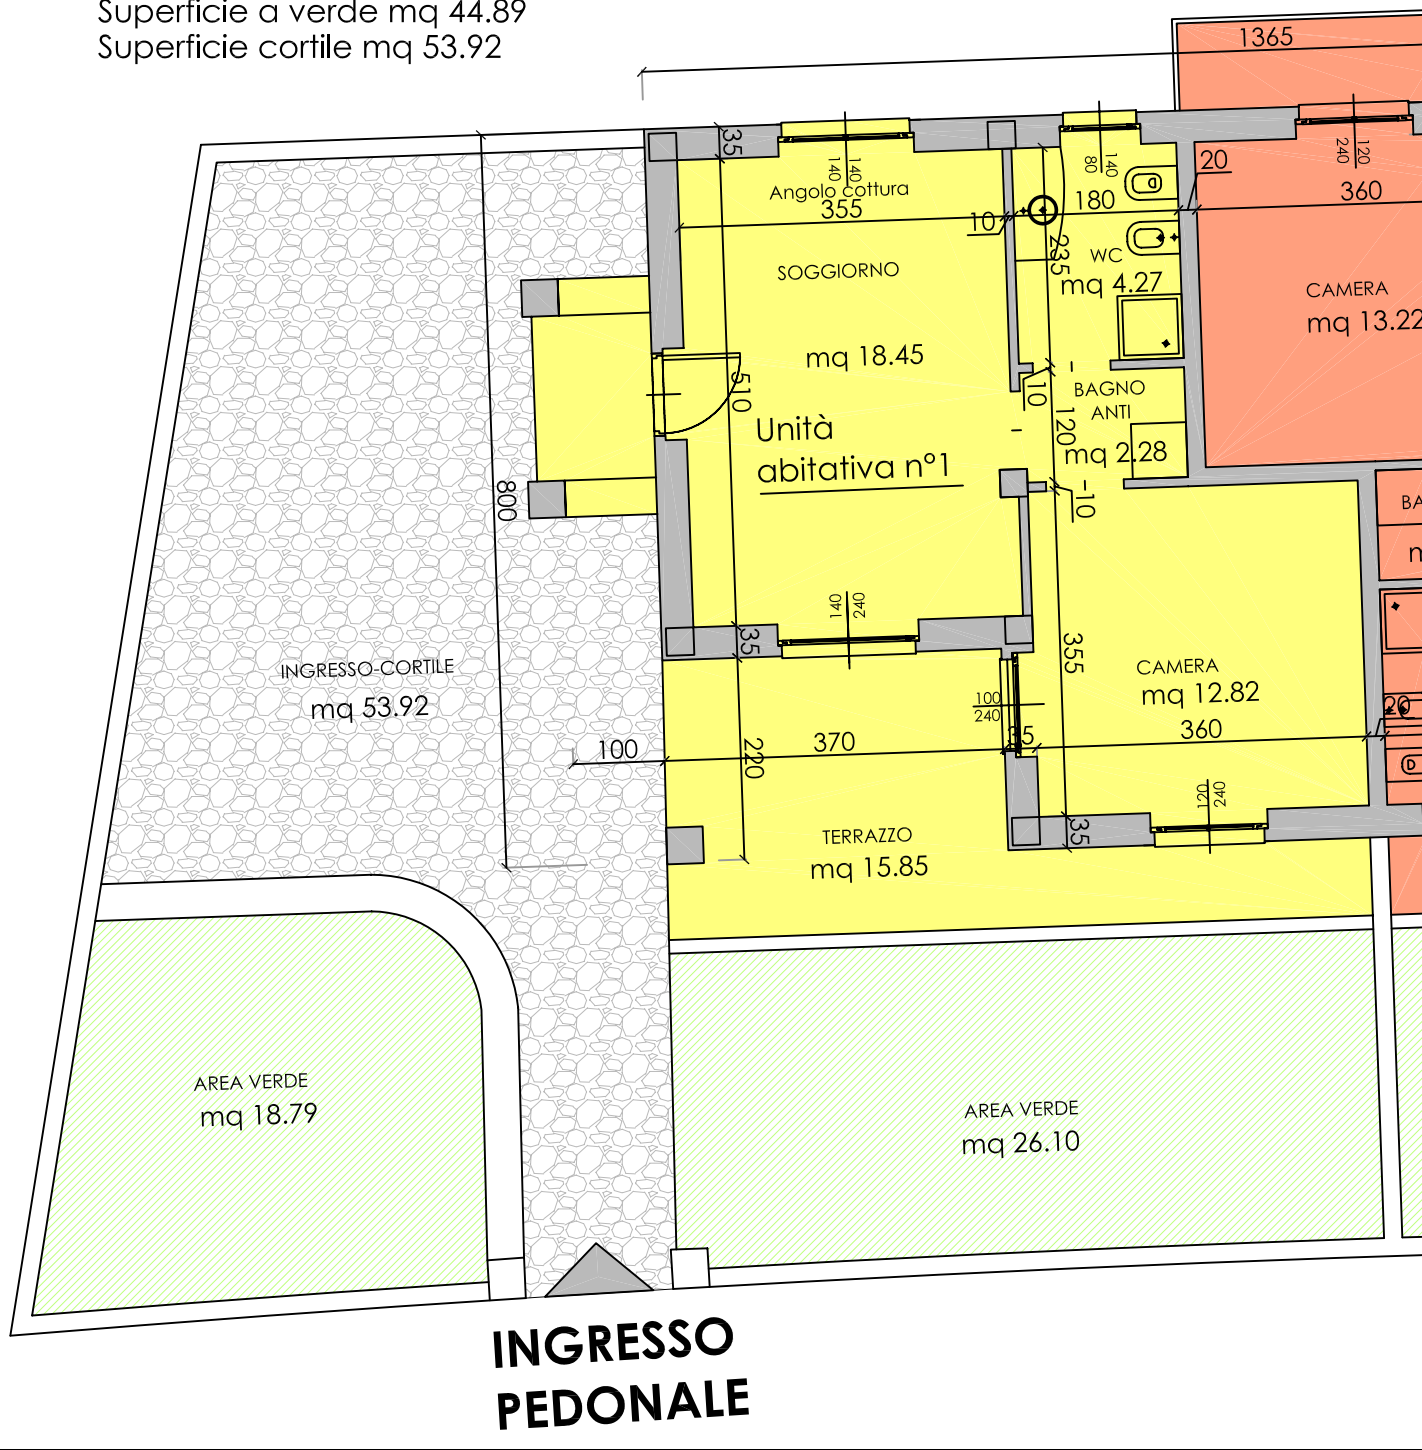 Superficie a verde mq 44.89
Superficie cortile mq 53.92
1365
35
140
140
80
140
240
120
20
Angolo cottura
355
10
180
360
235
SOGGIORNO
WC
mq 4.27
CAMERA
mq 13.22
mq 18.45
510
10
BAGNO
ANTI
120
mq 2.28
Unità
abitativa n°1
800
10
BA
m
140
240
35
355
INGRESSO-CORTILE
mq 53.92
CAMERA
mq 12.82
100
240
20
100
370
35
360
220
120
240
35
TERRAZZO
mq 15.85
AREA VERDE
mq 18.79
AREA VERDE
mq 26.10
INGRESSO
PEDONALE